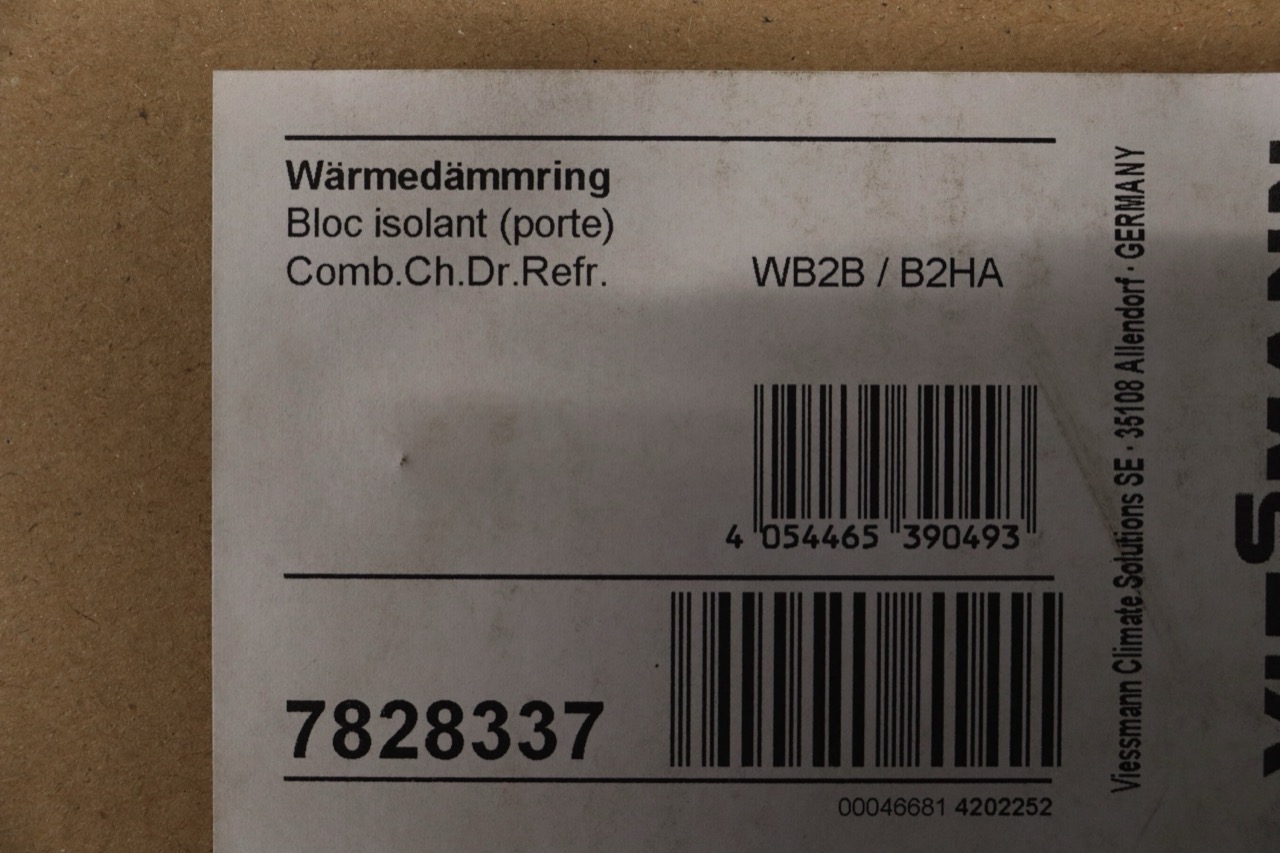 Wärmedämmring
Bloc isolant (porte)
Comb.Ch.Dr.Refr.
WB2B / B2HA
4 054465 390493
7828337
00046681 4202252
Viessmann Climate Solutions SE · 35108 Allendorf · GERMANY